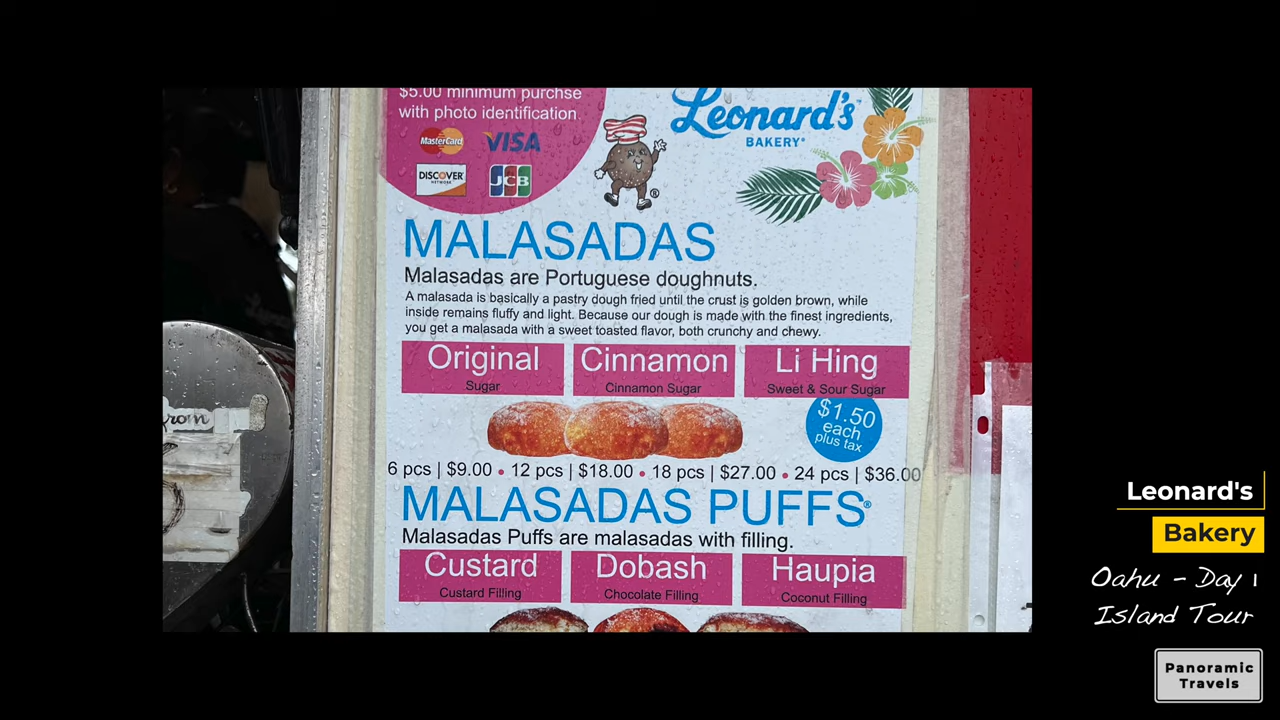 $5.00 minimum purchse
with photo identification
MasterCard VISA
DISCOVER
NETWORK
JCB
Leonard's
BAKERY®
®
MALASADAS
Malasadas are Portuguese doughnuts.
A malasada is basically a pastry dough fried until the crust is golden brown, while
inside remains fluffy and light. Because our dough is made with the finest ingredients,
you get a malasada with a sweet toasted flavor, both crunchy and chewy.
Original Cinnamon Li Hing
Sugar Cinnamon Sugar Sweet & Sour Sugar
$1.50
each
plus tax
6 pcs | $9.00 • 12 pcs | $18.00 • 18 pcs | $27.00 • 24 pcs | $36.00
MALASADAS PUFFS®
Malasadas Puffs are malasadas with filling.
Custard Dobash Haupia
Custard Filling Chocolate Filling Coconut Filling
from
Leonard's
Bakery
Oahu - Day 1
Island Tour
Panoramic
Travels